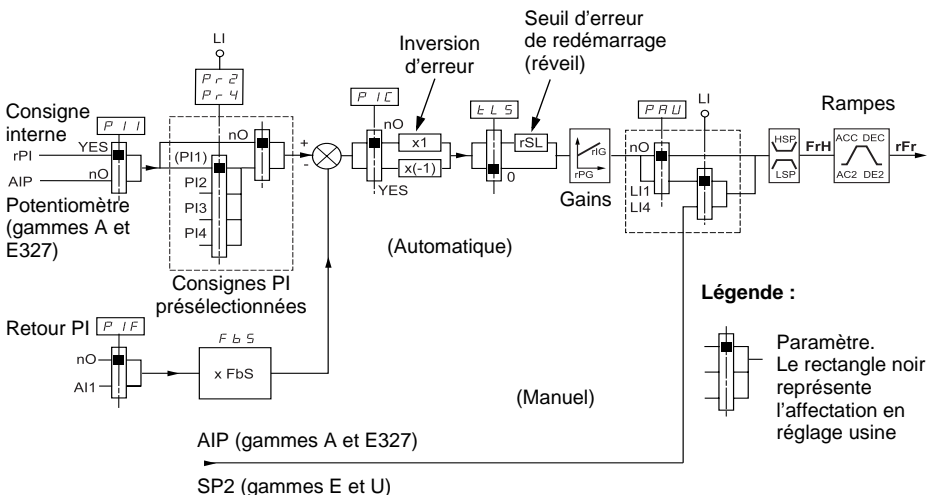 Seuil d'erreur
de redémarrage
(réveil)
Inversion
d'erreur
LI
Pr2
Pr4
Consigne
interne
PII
YES
rPI
nO
AIP
Potentiomètre
(gammes A et
E327)
nO
(PI1)
PI2
PI3
PI4
Consignes PI
présélectionnées
+
-
PIC
nO
x1
x(-1)
YES
tLS
rSL
0
rIG
rPG
Gains
PAU
LI
nO
LI1
LI4
Rampes
HSP
LSP
FrH
ACC DEC
AC2 DE2
rFr
(Automatique)
Retour PI
PIF
nO
AI1
FbS
x FbS
(Manuel)
AIP (gammes A et E327)
SP2 (gammes E et U)
Légende :
Paramètre.
Le rectangle noir
représente
l'affectation en
réglage usine